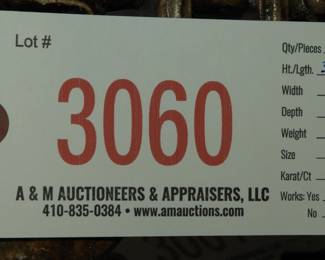 Lot #
3060
A & M AUCTIONEERS & APPRAISERS, LLC
410-835-0384 • www.amauctions.com
Qty/Pieces
Ht./Lgth.
Width
Depth
Weight
Size
Karat/Ct
Works: Yes
No